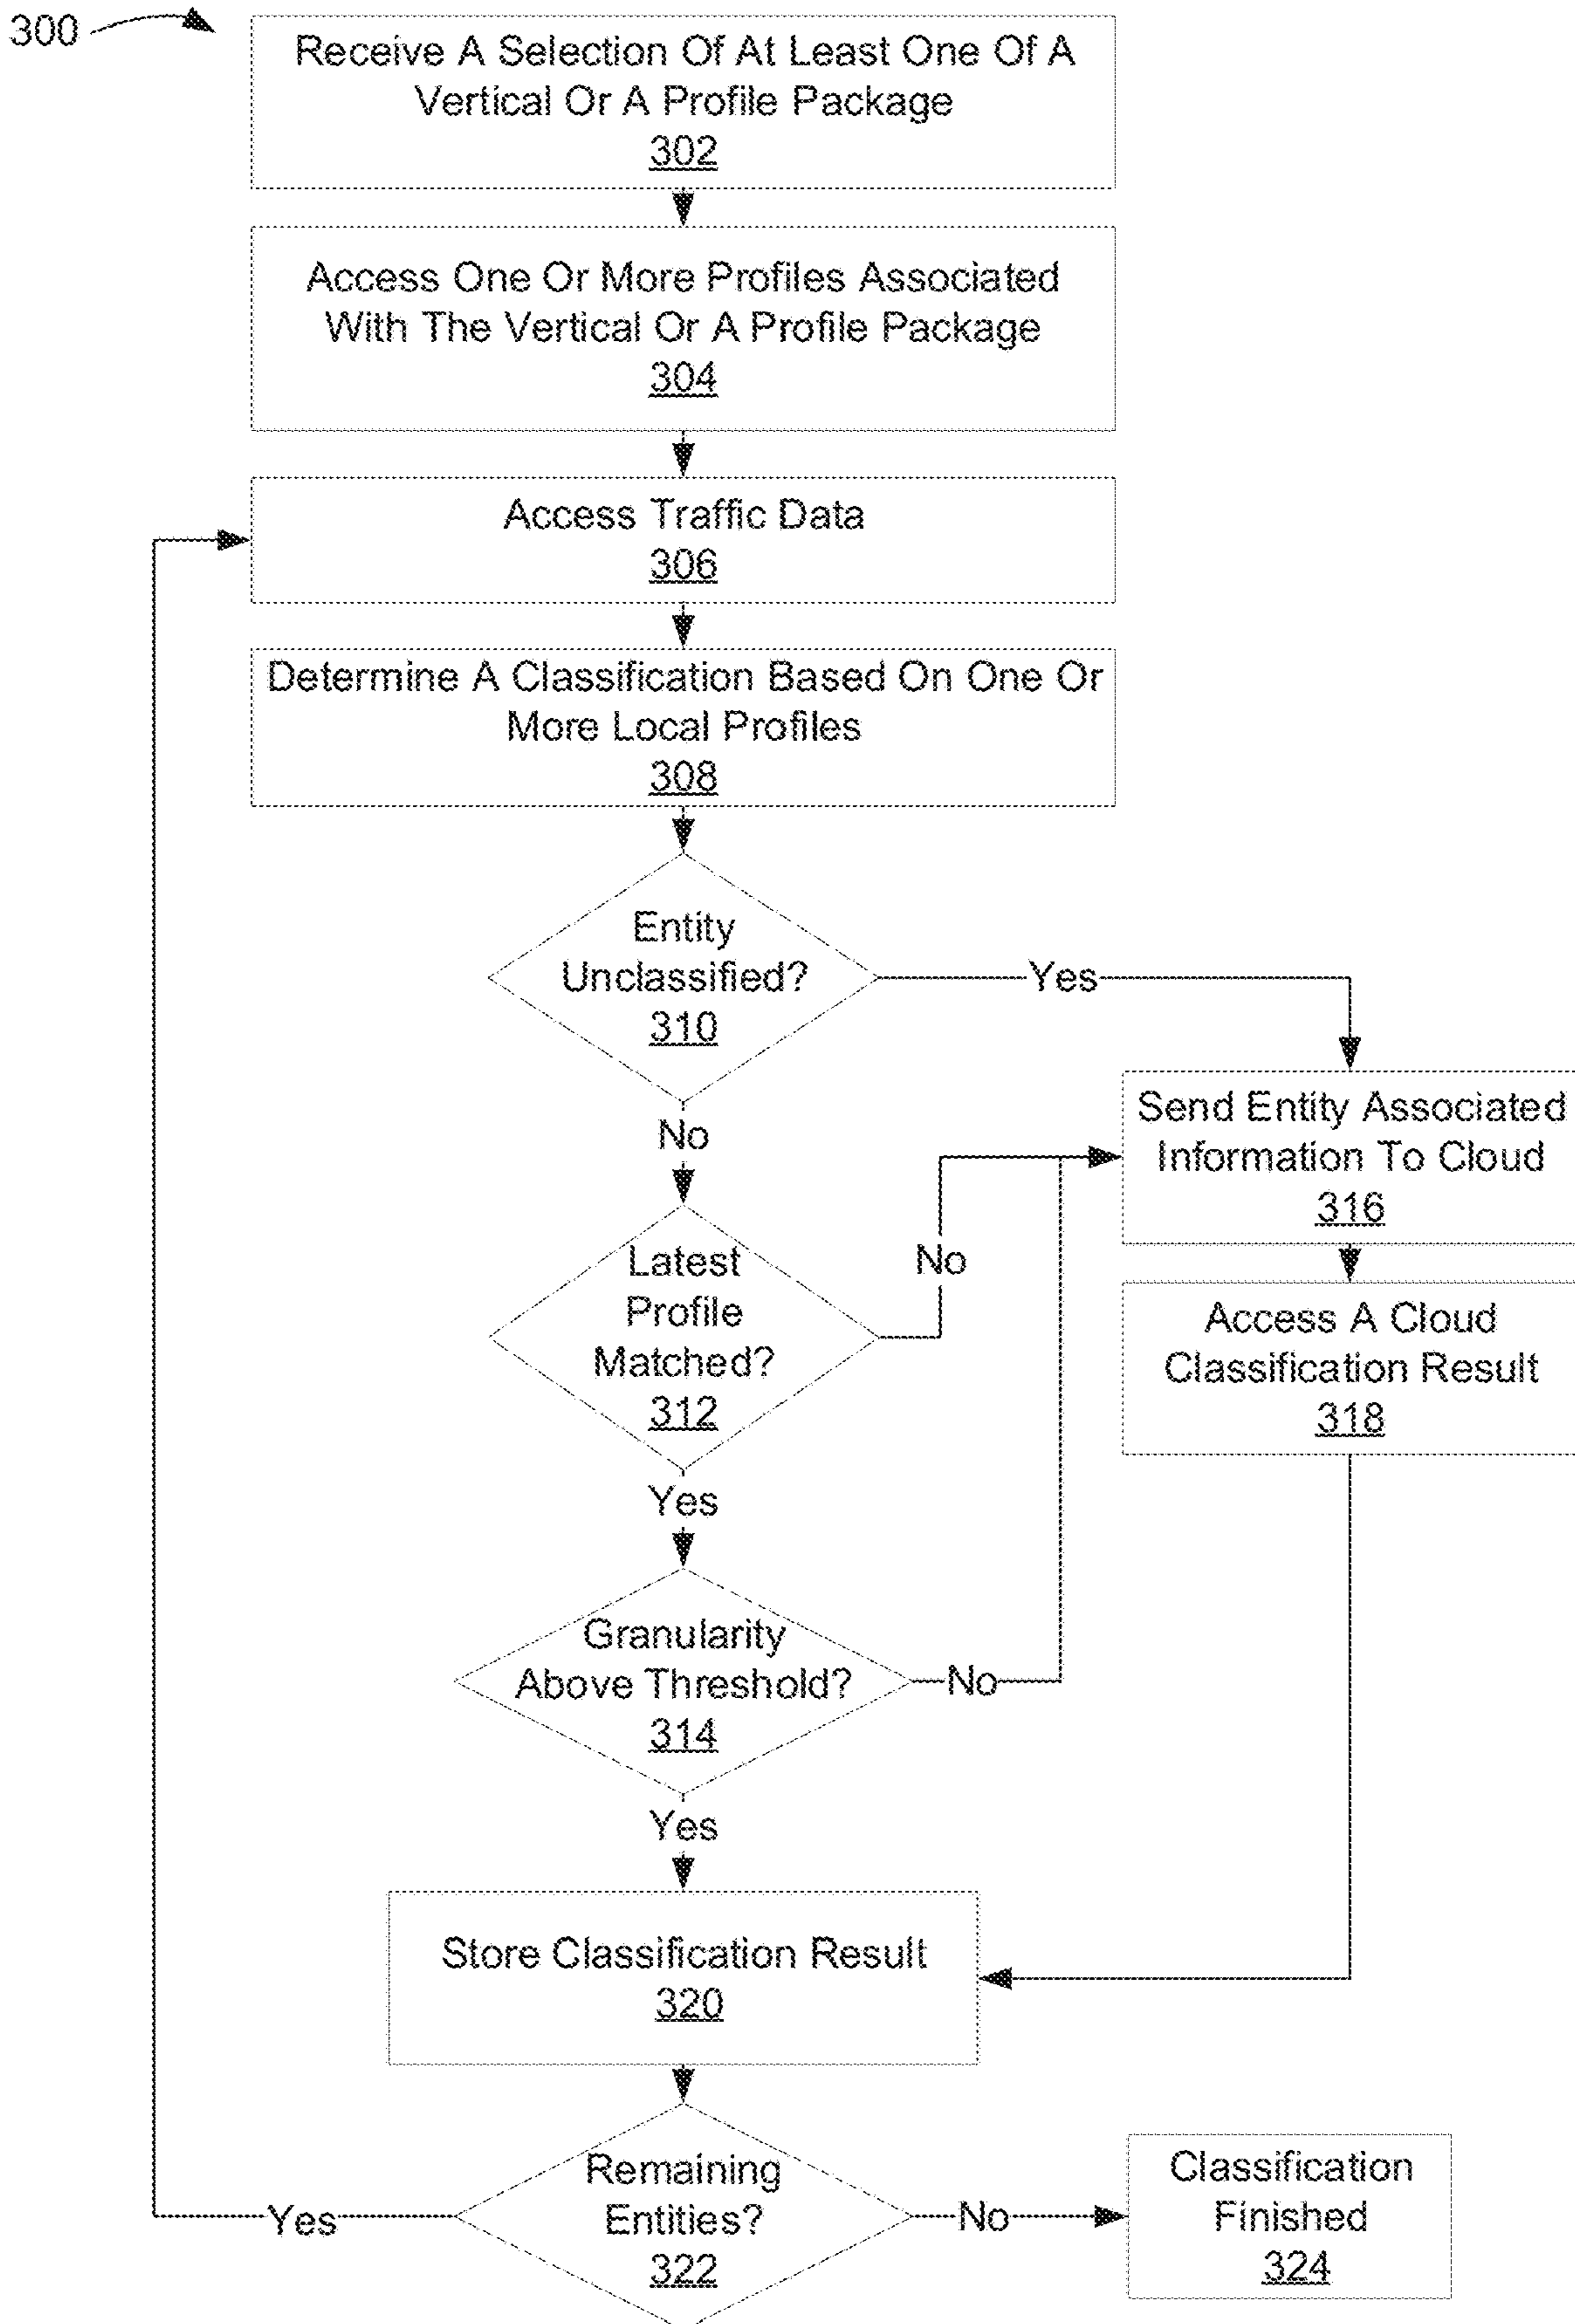 300
Receive A Selection Of At Least One Of A
Vertical Or A Profile Package
302
Access One Or More Profiles Associated
With The Vertical Or A Profile Package
304
Access Traffic Data
306
Determine A Classification Based On One Or
More Local Profiles
308
Entity
Unclassified?
310
Yes
No
Send Entity Associated
Information To Cloud
316
Latest
Profile
Matched?
312
No
Access A Cloud
Classification Result
318
Yes
Granularity
Above Threshold?
314
No
Yes
Store Classification Result
320
Remaining
Entities?
322
Yes
No
Classification
Finished
324